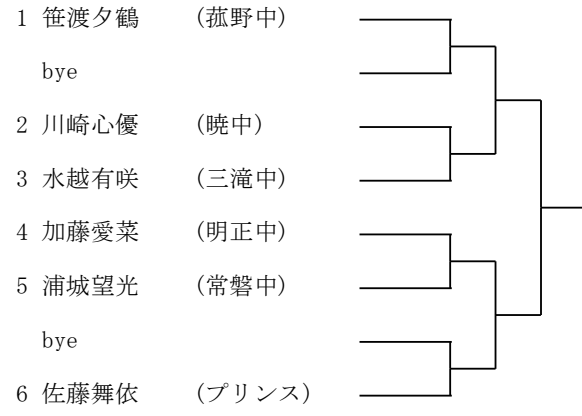 1 笹渡夕鶴 (菰野中)
bye
2 川崎心優 (暁中)
3 水越有咲 (三滝中)
4 加藤愛菜 (明正中)
5 浦城望光 (常磐中)
bye
6 佐藤舞依 (プリンス)